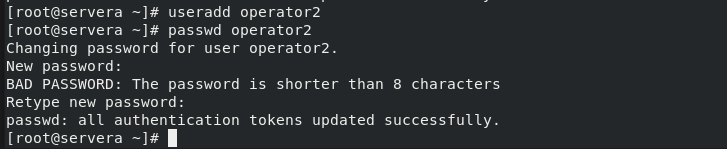 [root@servera ~]# useradd operator2
[root@servera ~]# passwd operator2
Changing password for user operator2.
New password:
BAD PASSWORD: The password is shorter than 8 characters
Retype new password:
passwd: all authentication tokens updated successfully.
[root@servera ~]#